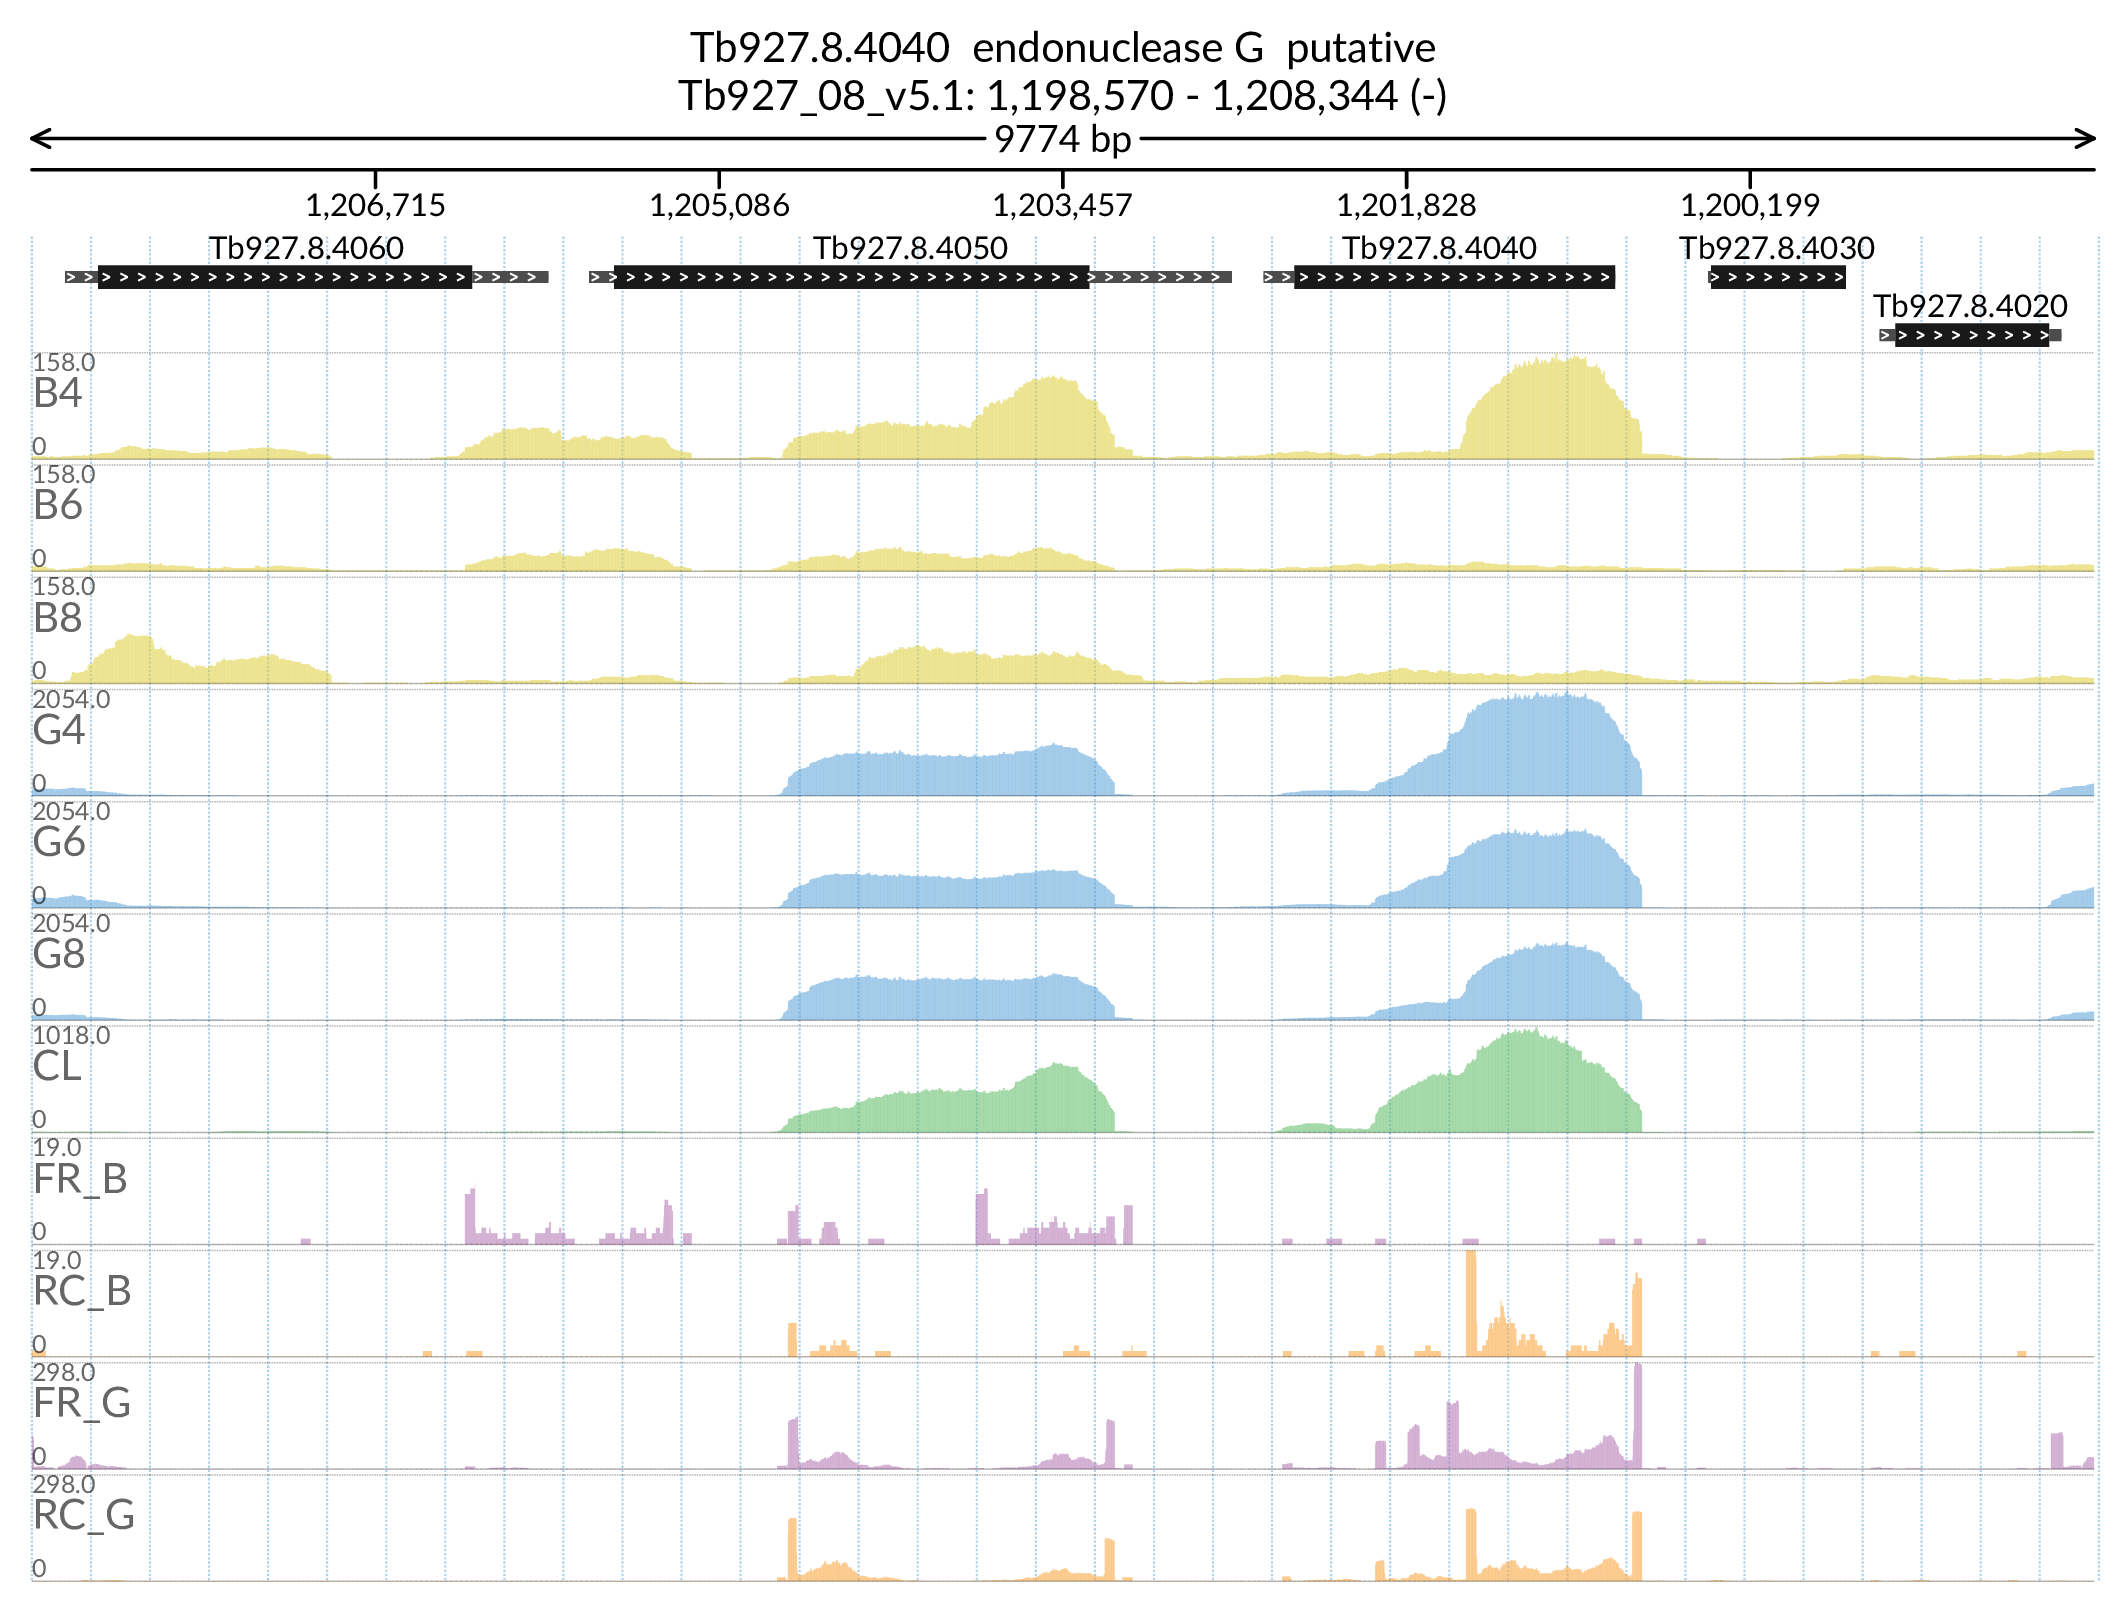 Tb927.8.4040  endonuclease G  putative
Tb927_08_v5.1: 1,198,570 - 1,208,344 (-)
9774 bp
1,206,715 1,205,086 1,203,457 1,201,828 1,200,199
Tb927.8.4060 Tb927.8.4050 Tb927.8.4040 Tb927.8.4030
Tb927.8.4020
158.0
B4
0
158.0
B6
0
158.0
B8
0
2054.0
G4
0
2054.0
G6
0
2054.0
G8
0
1018.0
CL
0
19.0
FR_B
0
19.0
RC_B
0
298.0
FR_G
0
298.0
RC_G
0